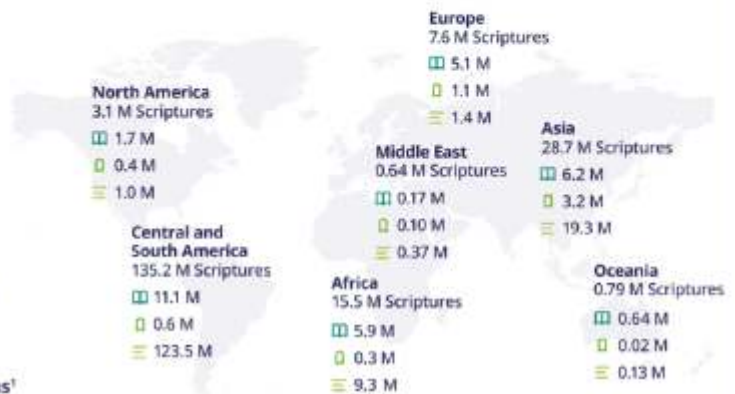 Europe
7.6 M Scriptures
5.1 M
1.1 M
1.4 M
North America
3.1 M Scriptures
1.7 M
0.4 M
1.0 M
Asia
28.7 M Scriptures
6.2 M
3.2 M
19.3 M
Middle East
0.64 M Scriptures
0.17 M
0.10 M
0.37 M
Central and
South America
135.2 M Scriptures
11.1 M
0.6 M
123.5 M
Africa
15.5 M Scriptures
5.9 M
0.3 M
9.3 M
Oceania
0.79 M Scriptures
0.64 M
0.02 M
0.13 M